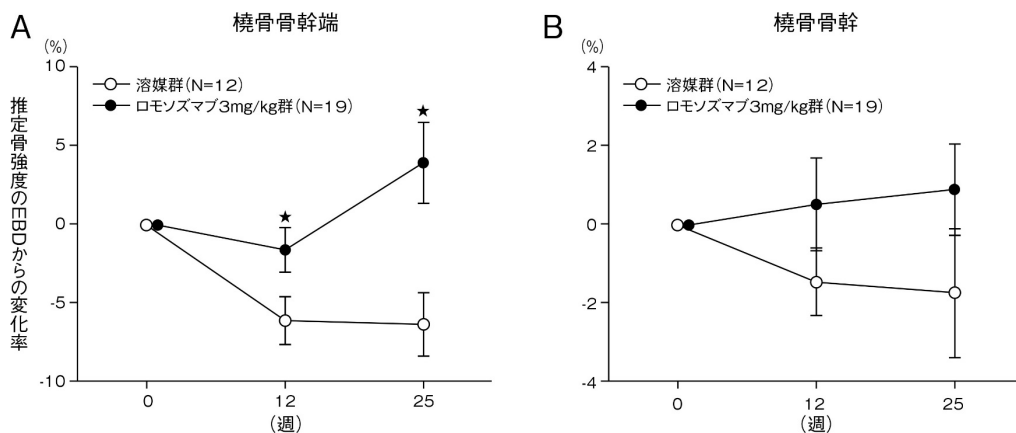 A
橈骨骨幹端
(%)
10
5
0
-5
-10
溶媒群(N=12)
ロモソズマブ3mg/kg群(N=19)
★
★
推定骨強度のEBDからの変化率
0
12
25
(週)
B
橈骨骨幹
(%)
4
2
0
-2
-4
溶媒群(N=12)
ロモソズマブ3mg/kg群(N=19)
0
12
25
(週)